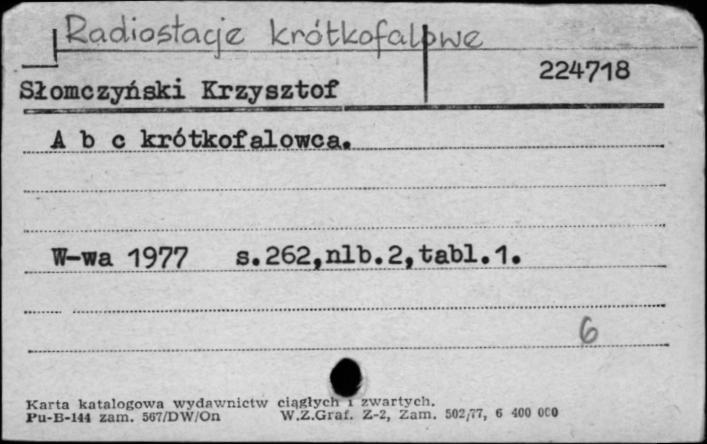 Radiostacje krótkofalowe
224718
Słomczyński Krzysztof
A b c krótkofalowca.
W-wa 1977 s.262,nlb.2,tabl.1.
6
Karta katalogowa wydawnictw ciągłych i zwartych.
Pu-B-144 zam. 567/DW/On W.Z.Graf. Z-2, Zam. 502/77, 6 400 000